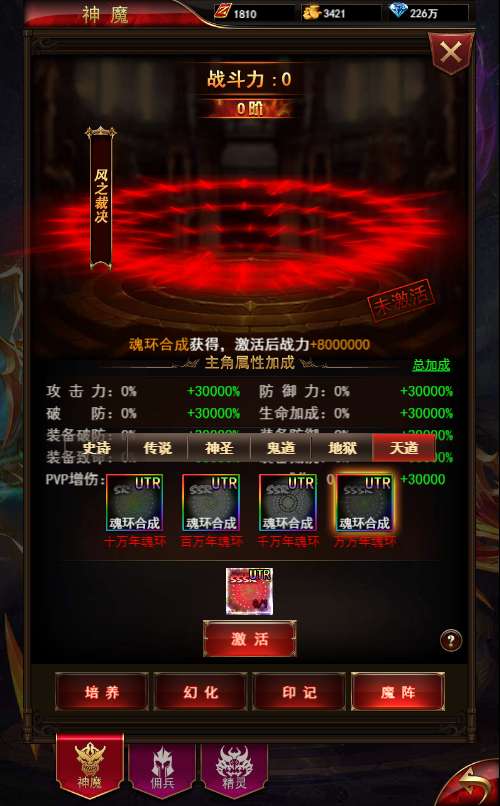 神魔
1810
3421
226万
战斗力：0
0阶
风之裁决
未激活
魂环合成获得，激活后战力+8000000
主角属性加成
总加成
攻 击 力： 0% +30000% 防 御 力： 0% +30000%
破 防： 0% +30000% 生命加成： 0% +30000%
史诗 传说 神圣 鬼道 地狱 天道
PVP增伤： +30000
UTR UTR UTR UTR
魂环合成 魂环合成 魂环合成 魂环合成
十万年魂环 百万年魂环 千万年魂环 万万年魂环
UTR
激 活
?
培 养 幻 化 印 记 魔 阵
神魔 佣兵 精灵